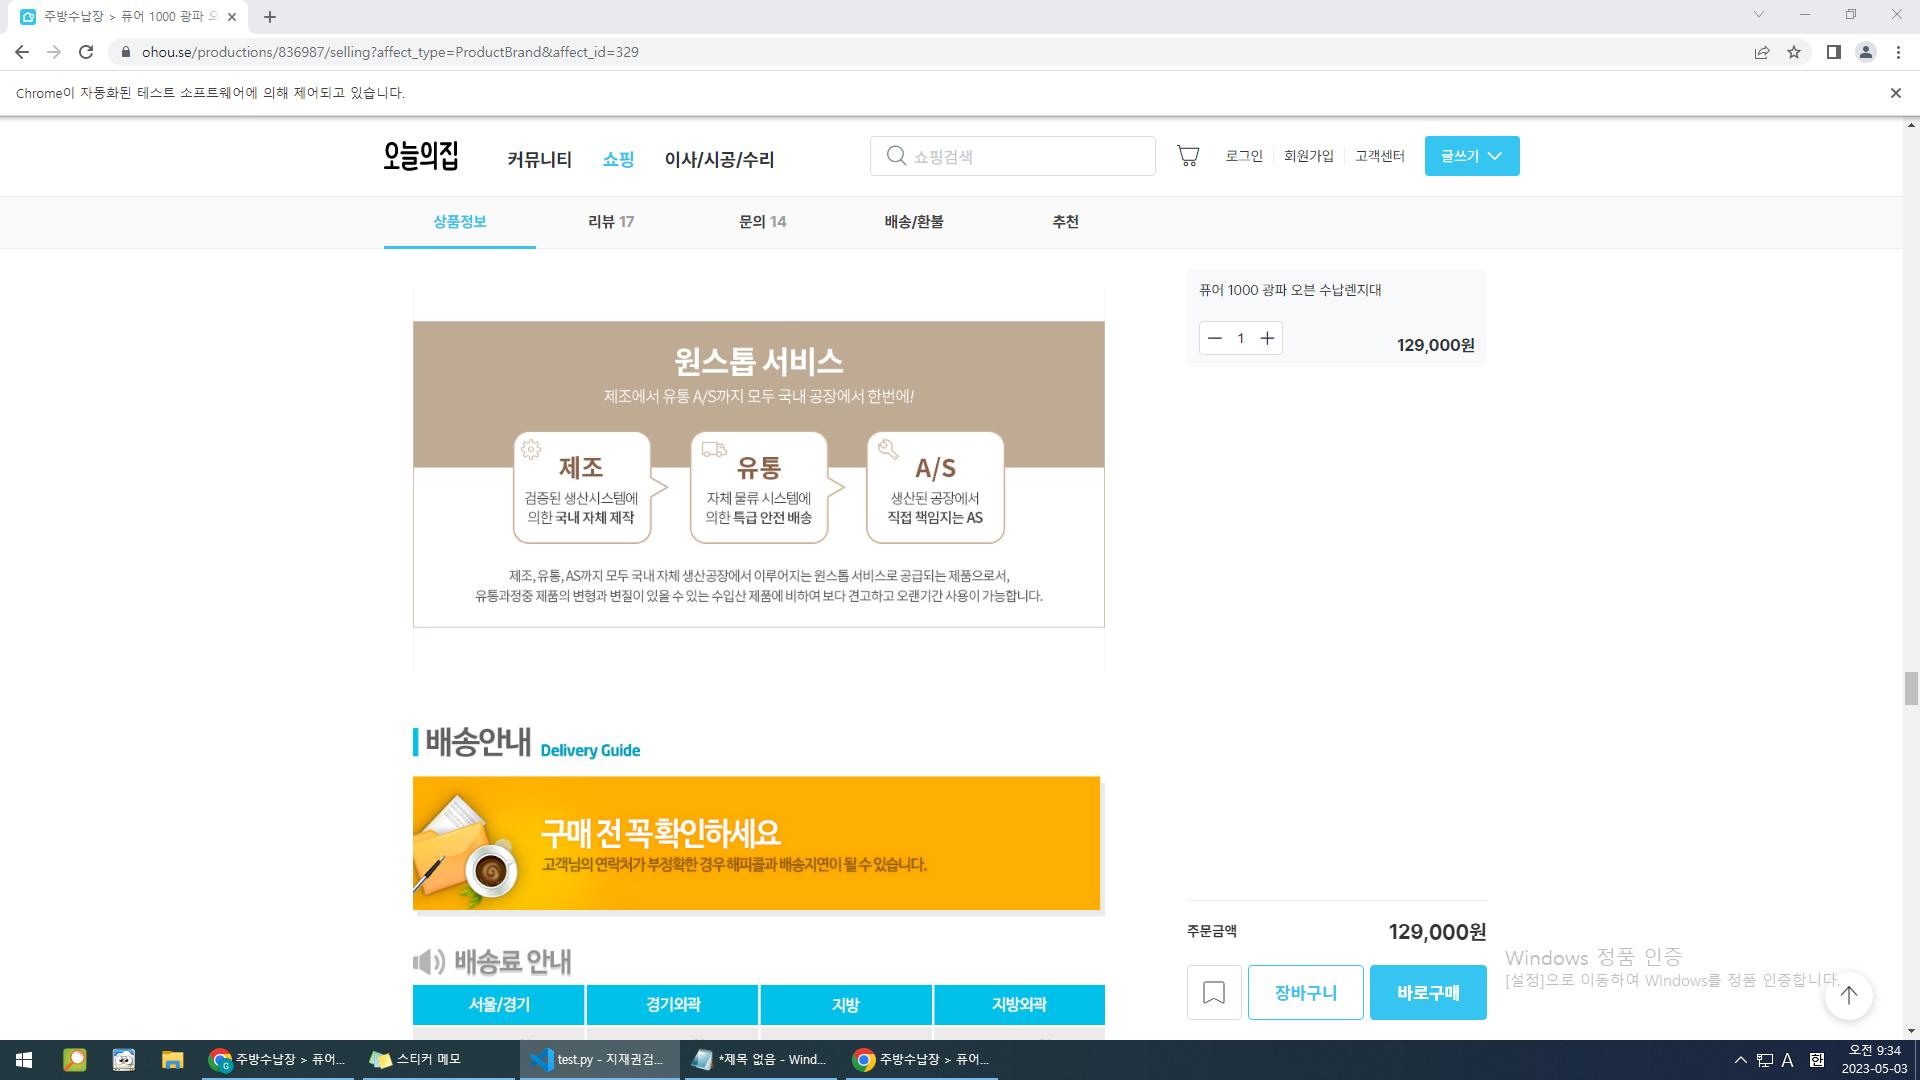 주방수납장 > 퓨어 1000 광파 오
ohou.se/productions/836987/selling?affect_type=ProductBrand&affect_id=329
Chrome이 자동화된 테스트 소프트웨어에 의해 제어되고 있습니다.
오늘의집
커뮤니티
쇼핑
이사/시공/수리
쇼핑검색
로그인
회원가입
고객센터
글쓰기
상품정보
리뷰 17
문의 14
배송/환불
추천
퓨어 1000 광파 오븐 수납렌지대
1
129,000원
원스톱 서비스
제조에서 유통 A/S까지 모두 국내 공장에서 한번에!
제조
검증된 생산시스템에
의한 국내 자체 제작
유통
자체 물류 시스템에
의한 특급 안전 배송
A/S
생산된 공장에서
직접 책임지는 AS
제조, 유통, AS까지 모두 국내 자체 생산공장에서 이루어지는 원스톱 서비스로 공급되는 제품으로서,
유통과정중 제품의 변형과 변질이 있을 수 있는 수입산 제품에 비하여 보다 견고하고 오랜기간 사용이 가능합니다.
배송안내 Delivery Guide
구매 전 꼭 확인하세요
고객님의 연락처가 부정확한 경우 해피콜과 배송지연이 될 수 있습니다.
배송료 안내
서울/경기
경기외곽
지방
지방외곽
주문금액
129,000원
장바구니
바로구매
Windows 정품 인증
[설정]으로 이동하여 Windows를 정품 인증합니다.
주방수납장 > 퓨어...
스티커 메모
test.py - 지재권검...
*제목 없음 - Wind...
주방수납장 > 퓨어...
A
한
오전 9:34
2023-05-03